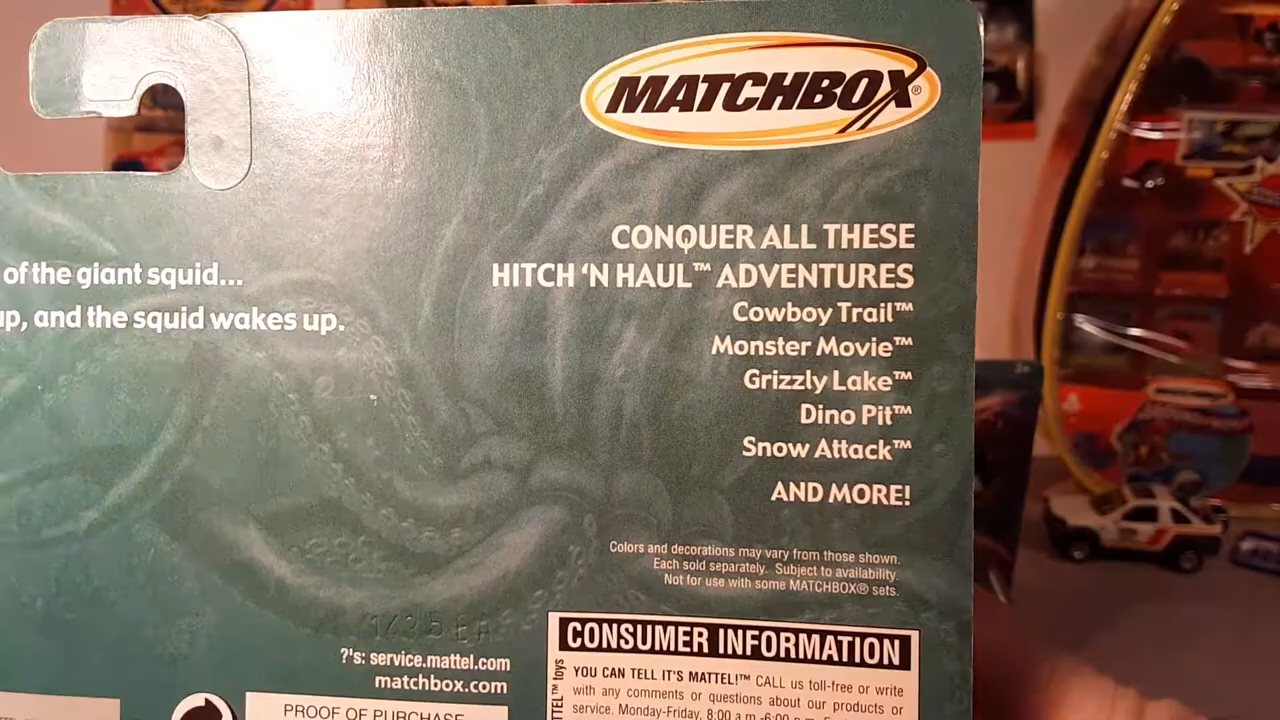 MATCHBOX®
of the giant squid...
up, and the squid wakes up.
CONQUER ALL THESE
HITCH 'N HAUL™ ADVENTURES
Cowboy Trail™
Monster Movie™
Grizzly Lake™
Dino Pit™
Snow Attack™
AND MORE!
Colors and decorations may vary from those shown.
Each sold separately. Subject to availability.
Not for use with some MATCHBOX® sets.
?'s: service.mattel.com
matchbox.com
PROOF OF PURCHASE
CONSUMER INFORMATION
YOU CAN TELL IT'S MATTEL!™ CALL us toll-free or write
with any comments or questions about our products or
service. Monday-Friday, 8:00 a.m.-6:00 p.m.
TEL™ toys